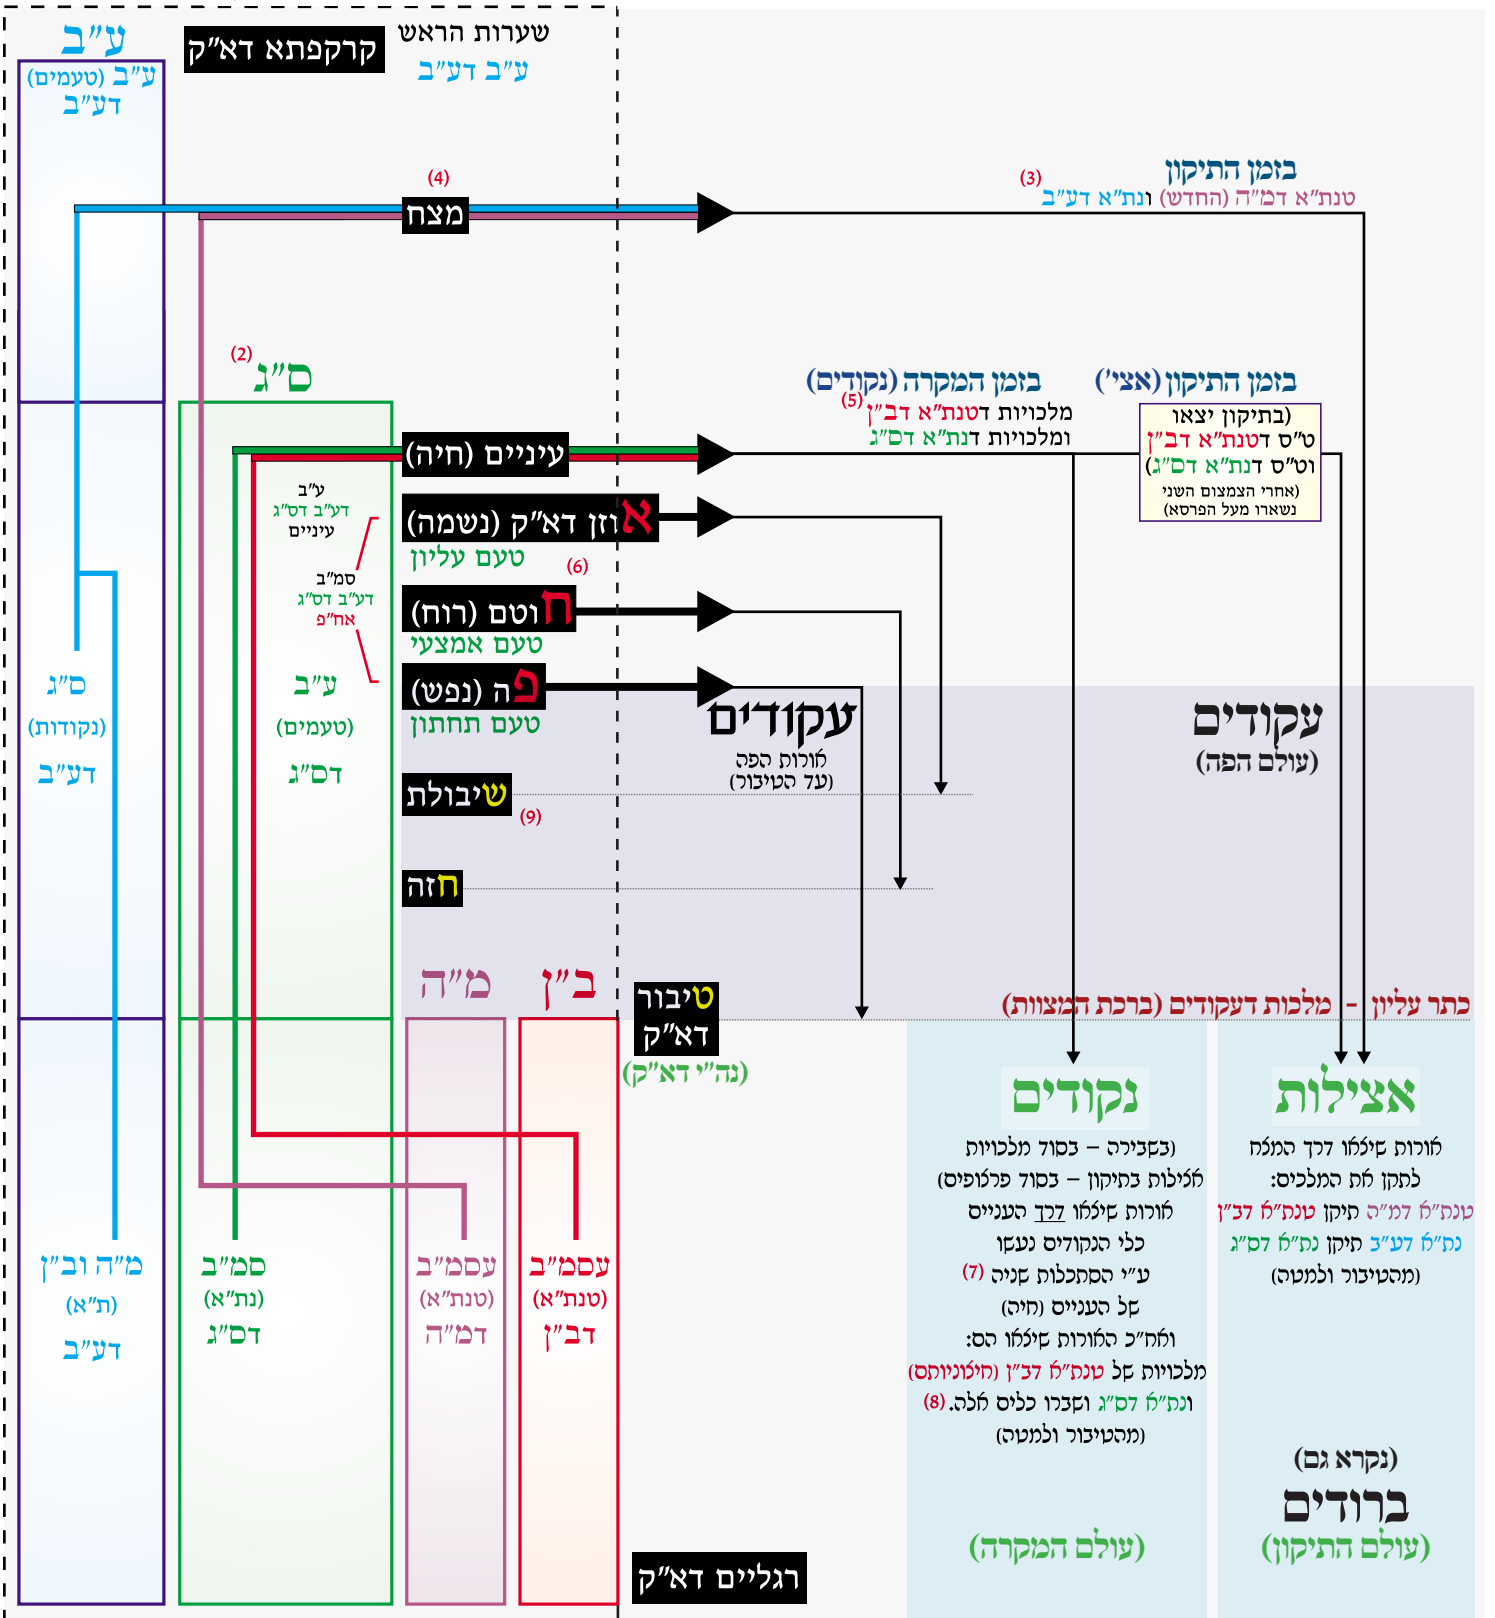 ע"ב
קרקפתא דא"ק
שערות הראש
ע"ב דע"ב
ע"ב (טעמים)
דע"ב
בזמן התיקון
טנת"א דמ"ה (החדש) ונת"א דע"ב (3)
(4)
מצח
(2)
ס"ג
בזמן התיקון (אצי')
(בתיקון יצאו
ט"ס דטנת"א דב"ן
וט"ס דנת"א דס"ג)
(אחרי הצמצום השני
נשארו מעל הפרסא)
בזמן המקרה (נקודים)
מלכויות דטנת"א דב"ן (5)
ומלכויות דנת"א דס"ג
עיניים (חיה)
ע"ב
דע"ב דס"ג
עיניים
סמ"ב
דע"ב דס"ג
אח"פ
אוזן דא"ק (נשמה)
טעם עליון
(6)
חוטם (רוח)
טעם אמצעי
פה (נפש)
טעם תחתון
ע"ב
(טעמים)
דס"ג
ס"ג
(נקודות)
דע"ב
עקודים
אורות הפה
(עד הטיבור)
עקודים
(עולם הפה)
שיבולת
(9)
חזה
מ"ה
ב"ן
טיבור
דא"ק
(נה"י דא"ק)
כתר עליון - מלכות דעקודים (ברכת המצוות)
אצילות
אורות שיצאו דרך המצח
לתקן את המלכים:
טנת"א דמ"ה תיקן טנת"א דב"ן
נת"א דע"ב תיקן נת"א דס"ג
(מהטיבור ולמטה)
(נקרא גם)
ברודים
(עולם התיקון)
נקודים
(בשבירה – בסוד מלכויות
אצילות בתיקון – בסוד פרצופים)
אורות שיצאו דרך העניים
כלי הנקודים נעשו
ע"י הסתכלות שניה (7)
של העניים (חיה)
ואח"כ האורות שיצאו הם:
מלכויות של טנת"א דב"ן (חיצוניותם)
ונת"א דס"ג ושברו כלים אלה. (8)
(מהטיבור ולמטה)
(עולם המקרה)
עסמ"ב
(טנת"א)
דב"ן
עסמ"ב
(טנת"א)
דמ"ה
סמ"ב
(נת"א)
דס"ג
מ"ה וב"ן
(ת"א)
דע"ב
רגליים דא"ק